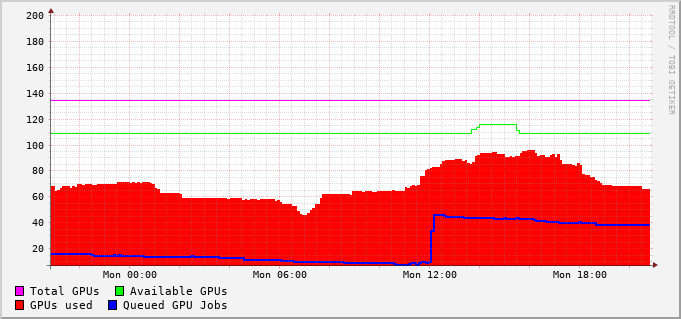 200
180
160
140
120
100
80
60
40
20
Mon 00:00 Mon 06:00 Mon 12:00 Mon 18:00
Total GPUs Available GPUs
GPUs used Queued GPU Jobs
RRDTOOL / TOBI OETIKER